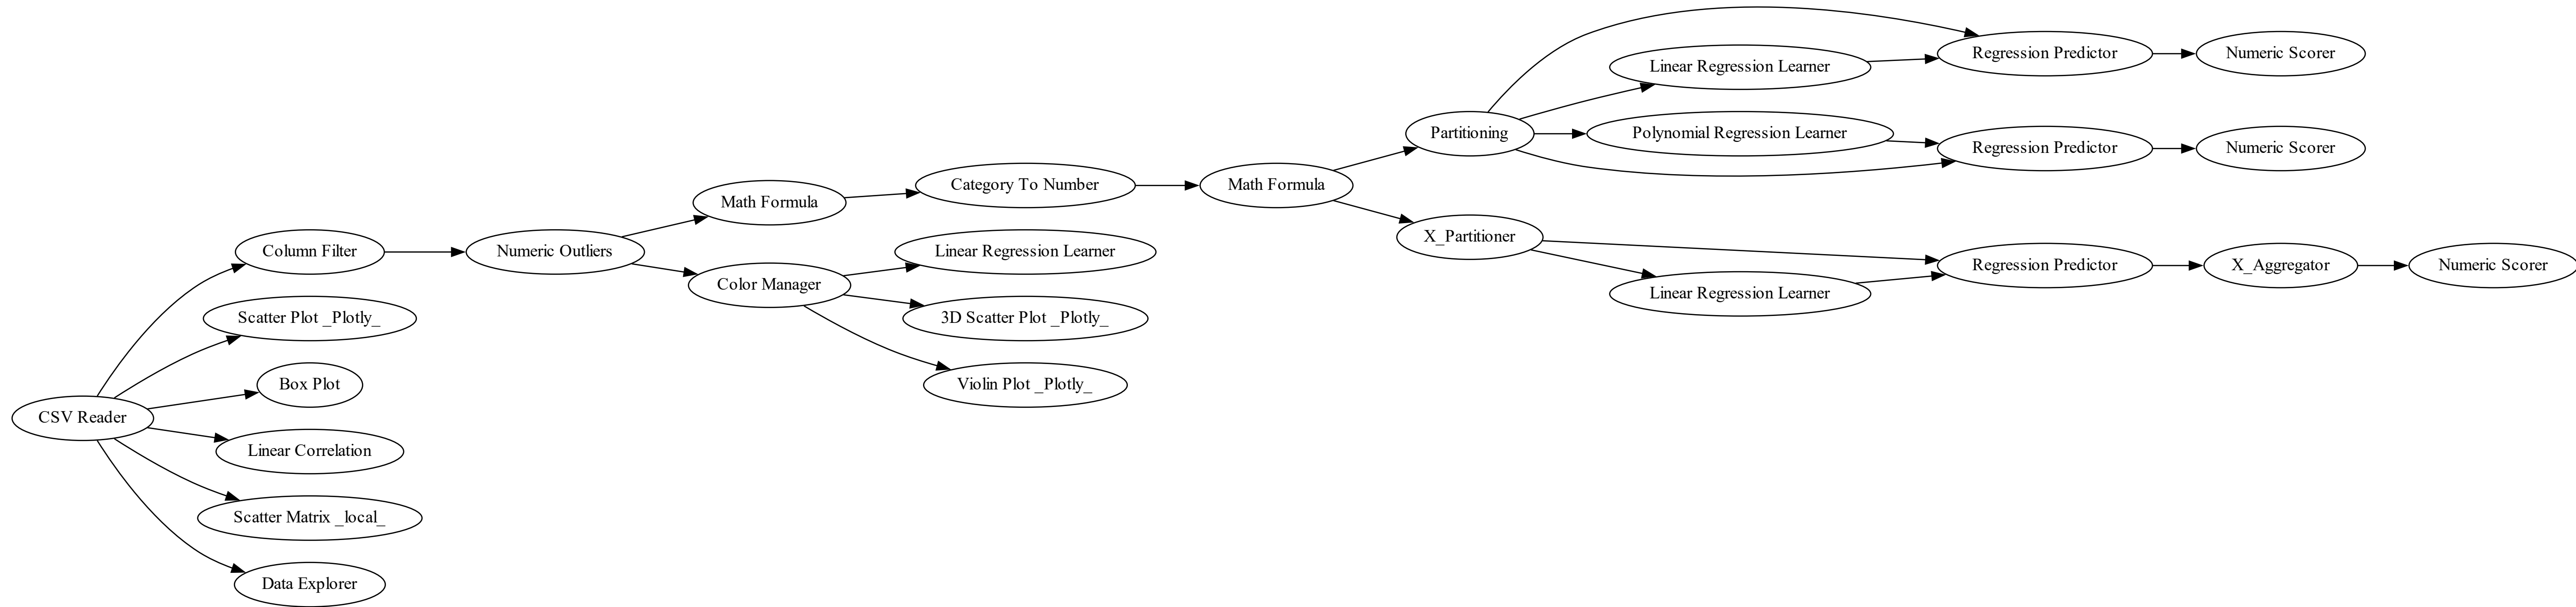 CSV Reader
Column Filter
Scatter Plot _Plotly_
Box Plot
Linear Correlation
Scatter Matrix _local_
Data Explorer
Numeric Outliers
Math Formula
Color Manager
Category To Number
Linear Regression Learner
3D Scatter Plot _Plotly_
Violin Plot _Plotly_
Math Formula
Partitioning
X_Partitioner
Linear Regression Learner
Polynomial Regression Learner
Linear Regression Learner
Regression Predictor
Regression Predictor
Regression Predictor
Numeric Scorer
Numeric Scorer
X_Aggregator
Numeric Scorer